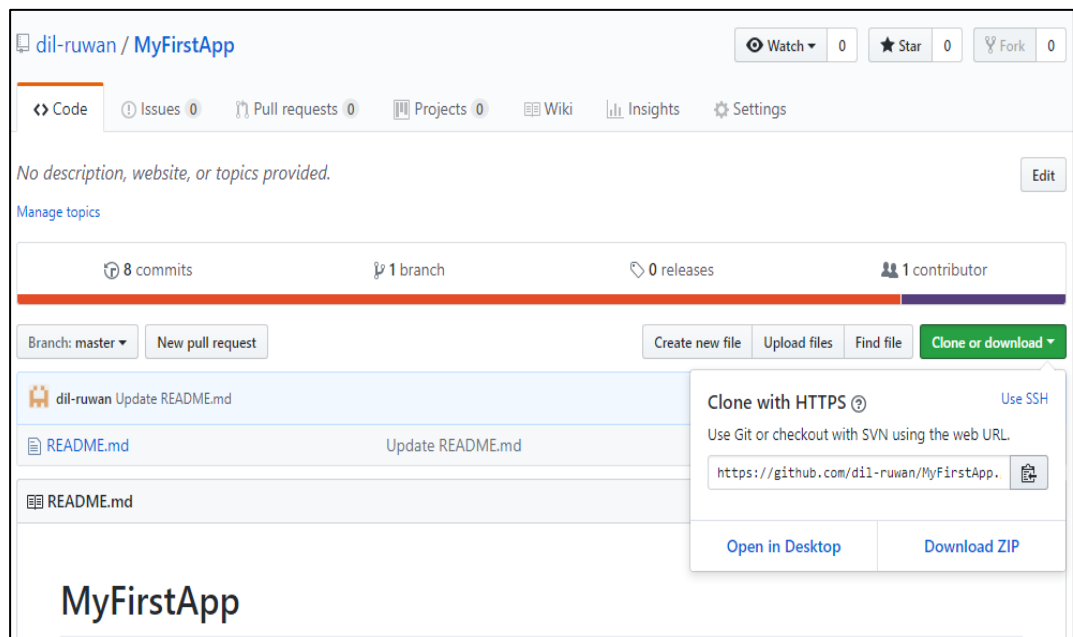 dil-ruwan / MyFirstApp
Watch 0 Star 0 Fork 0
Code Issues 0 Pull requests 0 Projects 0 Wiki Insights Settings
No description, website, or topics provided. Edit
Manage topics
8 commits 1 branch 0 releases 1 contributor
Branch: master New pull request Create new file Upload files Find file Clone or download
dil-ruwan Update README.md
README.md Update README.md
Clone with HTTPS ? Use SSH
Use Git or checkout with SVN using the web URL.
https://github.com/dil-ruwan/MyFirstApp.
Open in Desktop Download ZIP
README.md
MyFirstApp